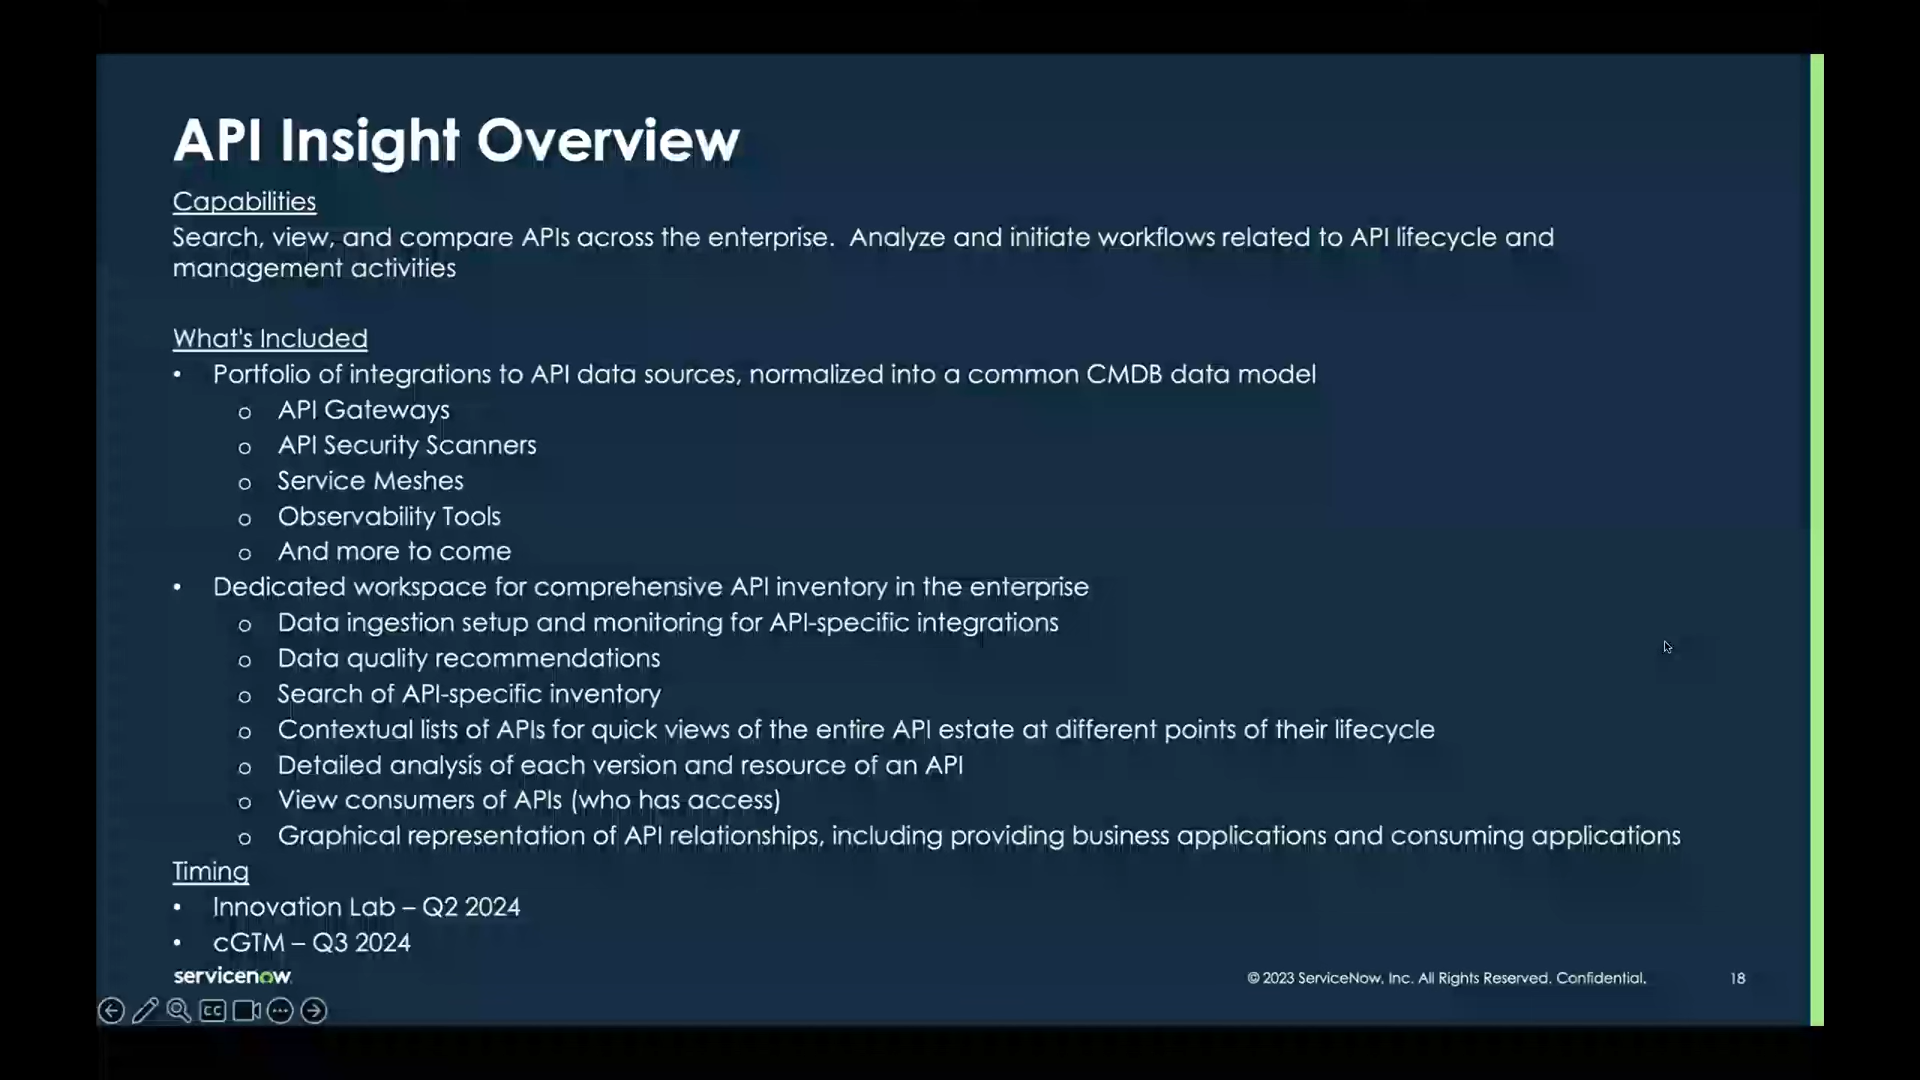 API Insight Overview
Capabilities
Search, view, and compare APIs across the enterprise.  Analyze and initiate workflows related to API lifecycle and
management activities
What's Included
• Portfolio of integrations to API data sources, normalized into a common CMDB data model
o API Gateways
o API Security Scanners
o Service Meshes
o Observability Tools
o And more to come
• Dedicated workspace for comprehensive API inventory in the enterprise
o Data ingestion setup and monitoring for API-specific integrations
o Data quality recommendations
o Search of API-specific inventory
o Contextual lists of APIs for quick views of the entire API estate at different points of their lifecycle
o Detailed analysis of each version and resource of an API
o View consumers of APIs (who has access)
o Graphical representation of API relationships, including providing business applications and consuming applications
Timing
• Innovation Lab – Q2 2024
• cGTM – Q3 2024
servicenow
© 2023 ServiceNow, Inc. All Rights Reserved. Confidential.
18
CC